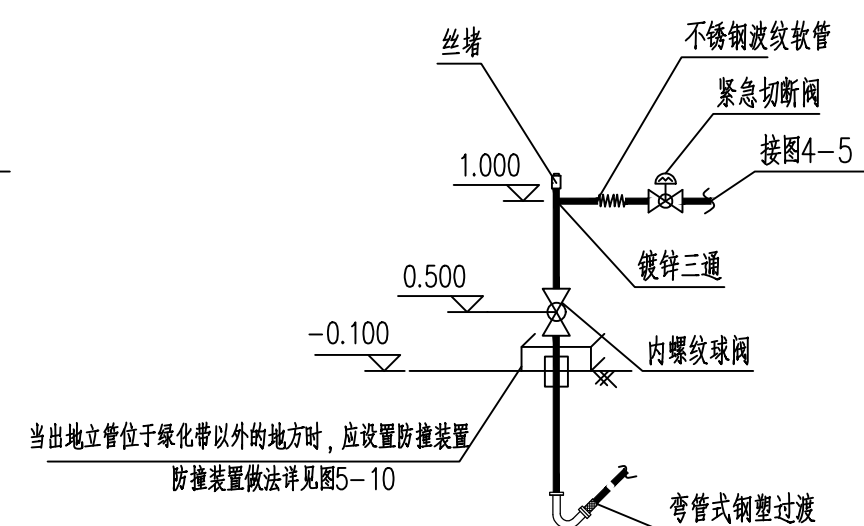 丝堵
不锈钢波纹软管
紧急切断阀
接图4-5
1.000
镀锌三通
0.500
-0.100
内螺纹球阀
当出地立管位于绿化带以外的地方时，应设置防撞装置
防撞装置做法详见图5-10
弯管式钢塑过渡